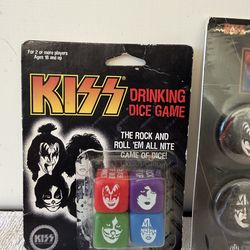 For 2 or more players
Ages 18 and up
KISS
DRINKING
DICE GAME
THE ROCK AND
ROLL 'EM ALL NITE
GAME OF DICE!
KISS